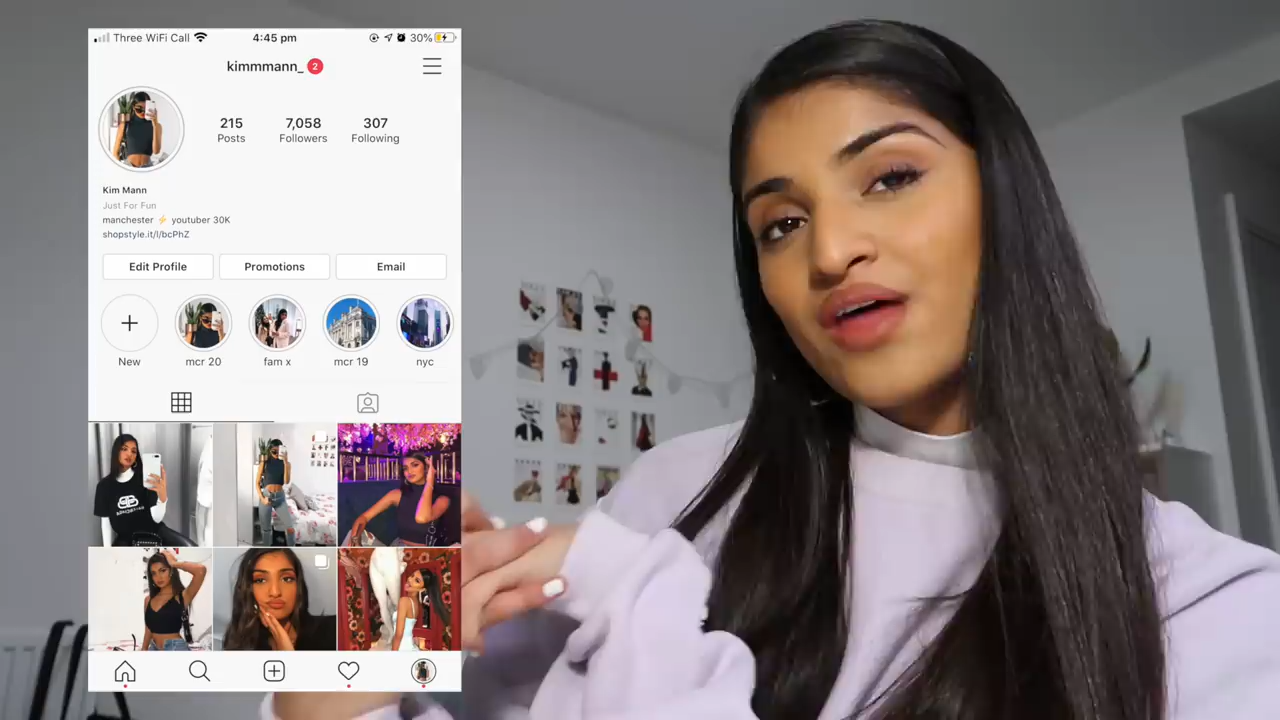 Three WiFi Call 4:45 pm 30%
kimmmann_ 2
215 7,058 307
Posts Followers Following
Kim Mann
Just For Fun
manchester ⚡ youtuber 30K
shopstyle.it/l/bcPhZ
Edit Profile Promotions Email
New mcr 20 fam x mcr 19 nyc